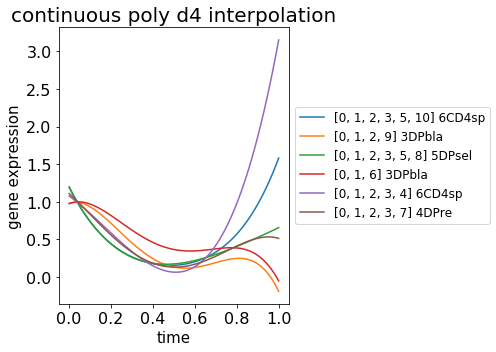 continuous poly d4 interpolation
gene expression
3.0
2.5
2.0
1.5
1.0
0.5
0.0
0.0 0.2 0.4 0.6 0.8 1.0
time
[0, 1, 2, 3, 5, 10] 6CD4sp
[0, 1, 2, 9] 3DPbla
[0, 1, 2, 3, 5, 8] 5DPsel
[0, 1, 6] 3DPbla
[0, 1, 2, 3, 4] 6CD4sp
[0, 1, 2, 3, 7] 4DPre